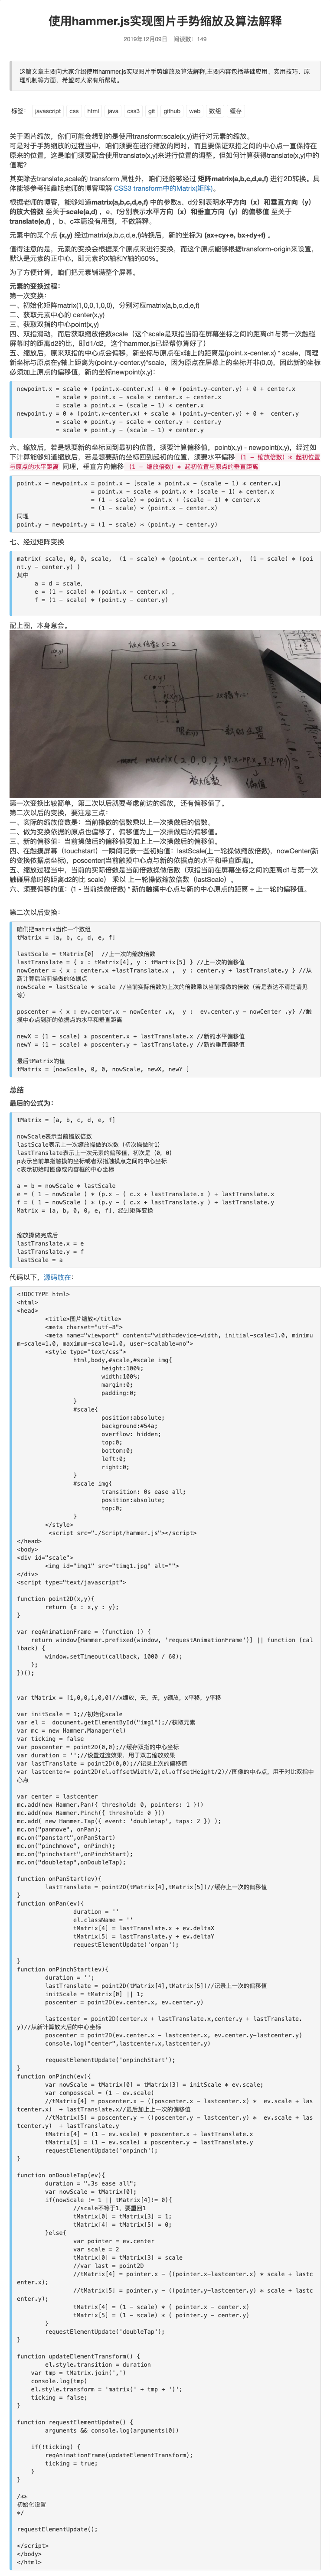 使用hammer.js实现图片手势缩放及算法解释
2019年12月09日 阅读数：149
这篇文章主要向大家介绍使用hammer.js实现图片手势缩放及算法解释,主要内容包括基础应用、实用技巧、原
理机制等方面，希望对大家有所帮助。
标签： javascript css html java css3 git github web 数组 缓存
关于图片缩放，你们可能会想到的是使用transform:scale(x,y)进行对元素的缩放。
可是对于手势缩放的过程当中，咱们须要在进行缩放的同时，而且要保证双指之间的中心点一直保持在
原来的位置，这是咱们须要配合使用translate(x,y)来进行位置的调整，但如何计算获得translate(x,y)中的
值呢?
其实除去translate,scale的 transform 属性外，咱们还能够经过 矩阵matrix(a,b,c,d,e,f) 进行2D转换。具
体能够参考张鑫旭老师的博客理解 CSS3 transform中的Matrix(矩阵)。
根据老师的博客，能够知道matrix(a,b,c,d,e,f) 中的参数a、d分别表明水平方向（x）和垂直方向（y）
的放大倍数 至关于scale(a,d) ，e、f分别表示水平方向（x）和垂直方向（y）的偏移值 至关于
translate(e,f) 。b、c本篇没有用到，不做解释。
元素中的某个点 (x,y) 经过matrix(a,b,c,d,e,f)转换后，新的坐标为 (ax+cy+e, bx+dy+f) 。
值得注意的是，元素的变换会根据某个原点来进行变换，而这个原点能够根据transform-origin来设置，
默认是元素的正中心，即元素的X轴和Y轴的50%。
为了方便计算，咱们把元素铺满整个屏幕。
元素的变换过程：
第一次变换：
一、初始化矩阵matrix(1,0,0,1,0,0)，分别对应matrix(a,b,c,d,e,f)
二、获取元素中心的 center(x,y)
三、获取双指的中心point(x,y)
四、双指滑动，而后获取缩放倍数scale（这个scale是双指当前在屏幕坐标之间的距离d1与第一次触碰
屏幕时的距离d2的比，即d1/d2，这个hammer.js已经帮你算好了）
五、缩放后，原来双指的中心点会偏移，新坐标与原点在x轴上的距离是(point.x-center.x) * scale，同理
新坐标与原点在y轴上距离为(point.y-center.y)*scale，因为原点在屏幕上的坐标并非(0,0)，因此新的坐标
必须加上原点的偏移值，新的坐标newpoint(x,y)：
newpoint.x = scale * (point.x-center.x) + 0 * (point.y-center.y) + 0 + center.x
= scale * point.x - scale * center.x + center.x
= scale * point.x - (scale - 1) * center.x
newpoint.y = 0 * (point.x-center.x) + scale * (point.y-center.y) + 0 + center.y
= scale * point.x - scale * center.x + center.x
= scale * point.x - (scale - 1) * center.x
六、缩放后，若是想要新的坐标回到最初的位置，须要计算偏移值，point(x,y) - newpoint(x,y)，经过如
下计算能够知道缩放后，若是想要新的坐标回到起初的位置，须要水平偏移 （1 - 缩放倍数）* 起初位置
与原点的水平距离 同理，垂直方向偏移 （1 - 缩放倍数）* 起初位置与原点的垂直距离
point.x - newpoint.x = point.x - [scale * point.x - (scale - 1) * center.x]
= point.x - scale * point.x + (scale - 1) * center.x
= (1 - scale) * point.x - (1 - scale) * center.x
= (1 - scale) * (point.x - center.x)
同理
point.y - newpoint.y = (1 - scale) * (point.y - center.y)
七、经过矩阵变换
matrix( scale, 0, 0, scale, (1 - scale) * (point.x - center.x), (1 - scale) * (poi
nt.y - center.y) )
其中
a = d = scale,
e = (1 - scale) * (point.x - center.x) ,
f = (1 - scale) * (point.y - center.y)
配上图，本身意会。
第一次变换比较简单，第二次以后就要考虑前边的缩放，还有偏移值了。
第二次以后的变换，要注意三点：
一、实际的缩放倍数是：当前操做的倍数乘以上一次操做后的倍数。
二、做为变换依据的原点也偏移了，偏移值为上一次操做后的偏移值。
三、新的偏移值：当前操做后的偏移值要加上上一次操做后的偏移值。
四、在触摸屏幕（touchstart）一瞬间记录一些初始值：lastScale(上一轮操做缩放倍数)，nowCenter(新
的变换依据点坐标)，poscenter(当前触摸中心点与新的依据点的水平和垂直距离)。
五、缩放过程当中，当前的实际倍数是当前倍数操做倍数（双指当前在屏幕坐标之间的距离d1与第一次
触碰屏幕时的距离d2的比 scale） 乘以 上一轮操做缩放倍数（lastScale）。
六、须要偏移的值：(1 - 当前操做倍数) * 新的触摸中心点与新的中心原点的距离 + 上一轮的偏移值。
第二次以后变换：
咱们把matrix当作一个数组
tMatrix = [a, b, c, d, e, f]
lastScale = tMatrix[0] //上一次的缩放倍数
lastTranslate = { x : tMatrix[4], y : tMartix[5] } //上一次的偏移值
nowCenter = { x : center.x +lastTranslate.x , y : center.y + lastTranslate.y } //从
新计算后当前操做的依据点
nowScale = lastScale * scale //当前实际倍数为上次的倍数乘以当前操做的倍数（若是表达不清楚请见
谅）
poscenter = { x : ev.center.x - nowCenter .x, y : ev.center.y - nowCenter .y} //触
摸中心点到新的依据点的水平和垂直距离
newX = (1 - scale) * poscenter.x + lastTranslate.x //新的水平偏移值
newY = (1 - scale) * poscenter.y + lastTranslate.y //新的垂直偏移值
最后tMatrix的值
tMatrix = [nowScale, 0, 0, nowScale, newX, newY ]
总结
最后的公式为：
tMatrix = [a, b, c, d, e, f]
nowScale表示当前缩放倍数
lastScale表示上一次缩放操做的次数（初次操做时1）
lastTranslate表示上一次元素的偏移值，初次是（0，0）
p表示当前单指触摸的坐标或者双指触摸点之间的中心坐标
c表示初始时图像或内容框的中心坐标
a = b = nowScale * lastScale
e = ( 1 - nowScale ) * (p.x - ( c.x + lastTranslate.x ) + lastTranslate.x
f = ( 1 - nowScale ) * (p.y - ( c.x + lastTranslate.y ) + lastTranslate.y
Matrix = [a, b, 0, 0, e, f]，经过矩阵变换
缩放操做完成后
lastTranslate.x = e
lastTranslate.y = f
lastScale = a
代码以下，源码放在：
<!DOCTYPE html>
<html>
<head>
<title>图片缩放</title>
<meta charset="utf-8">
<meta name="viewport" content="width=device-width, initial-scale=1.0, minimu
m-scale=1.0, maximum-scale=1.0, user-scalable=no">
<style type="text/css">
html,body,#scale,#scale img{
height:100%;
width:100%;
margin:0;
padding:0;
}
#scale{
position:absolute;
background:#54a;
overflow: hidden;
top:0;
bottom:0;
left:0;
right:0;
}
#scale img{
transition: 0s ease all;
position:absolute;
top:0;
}
</style>
<script src="./Script/hammer.js"></script>
</head>
<body>
<div id="scale">
<img id="img1" src="timg1.jpg" alt="">
</div>
<script type="text/javascript">
function point2D(x,y){
return {x : x,y : y};
}
var reqAnimationFrame = (function () {
return window[Hammer.prefixed(window, 'requestAnimationFrame')] || function (cal
lback) {
window.setTimeout(callback, 1000 / 60);
};
})();
var tMatrix = [1,0,0,1,0,0]//x缩放，无，无，y缩放，x平移，y平移
var initScale = 1;//初始化scale
var el = document.getElementById("img1");//获取元素
var mc = new Hammer.Manager(el)
var ticking = false
var poscenter = point2D(0,0);//缓存双指的中心坐标
var duration = '';//设置过渡效果，用于双击缩放效果
var lastTranslate = point2D(0,0);//记录上次的偏移值
var lastcenter= point2D(el.offsetWidth/2,el.offsetHeight/2)//图像的中心点，用于对比双指中
心点
var center = lastcenter
mc.add(new Hammer.Pan({ threshold: 0, pointers: 1 }))
mc.add(new Hammer.Pinch({ threshold: 0 }))
mc.add( new Hammer.Tap({ event: 'doubletap', taps: 2 }) );
mc.on("panmove", onPan);
mc.on("panstart",onPanStart)
mc.on("pinchmove", onPinch);
mc.on("pinchstart",onPinchStart);
mc.on("doubletap",onDoubleTap);
function onPanStart(ev){
lastTranslate = point2D(tMatrix[4],tMatrix[5])//缓存上一次的偏移值
}
function onPan(ev){
duration = ''
el.className = ''
tMatrix[4] = lastTranslate.x + ev.deltaX
tMatrix[5] = lastTranslate.y + ev.deltaY
requestElementUpdate('onpan');
}
function onPinchStart(ev){
duration = '';
lastTranslate = point2D(tMatrix[4],tMatrix[5])//记录上一次的偏移值
initScale = tMatrix[0] || 1;
poscenter = point2D(ev.center.x, ev.center.y)
lastcenter = point2D(center.x + lastTranslate.x,center.y + lastTranslate.
y)//从新计算放大后的中心坐标
poscenter = point2D(ev.center.x - lastcenter.x, ev.center.y-lastcenter.y)
console.log("center",lastcenter.x,lastcenter.y)
requestElementUpdate('onpinchStart');
}
function onPinch(ev){
var nowScale = tMatrix[0] = tMatrix[3] = initScale * ev.scale;
var composscal = (1 - ev.scale)
//tMatrix[4] = poscenter.x - ((poscenter.x - lastcenter.x) * ev.scale + las
tcenter.x) + lastTranslate.x//最后加上上一次的偏移值
//tMatrix[5] = poscenter.y - ((poscenter.y - lastcenter.y) * ev.scale + las
tcenter.y) + lastTranslate.y
tMatrix[4] = (1 - ev.scale) * poscenter.x + lastTranslate.x
tMatrix[5] = (1 - ev.scale) * poscenter.y + lastTranslate.y
requestElementUpdate('onpinch');
}
function onDoubleTap(ev){
duration = ".3s ease all";
var nowScale = tMatrix[0];
if(nowScale != 1 || tMatrix[4]!= 0){
//scale不等于1，要重回1
tMatrix[0] = tMatrix[3] = 1;
tMatrix[4] = tMatrix[5] = 0;
}else{
var pointer = ev.center
var scale = 2
tMatrix[0] = tMatrix[3] = scale
//var last = point2D
//tMatrix[4] = pointer.x - ((pointer.x-lastcenter.x) * scale + lastc
enter.x);
//tMatrix[5] = pointer.y - ((pointer.y-lastcenter.y) * scale + lastc
enter.y);
tMatrix[4] = (1 - scale) * ( pointer.x - center.x)
tMatrix[5] = (1 - scale) * ( pointer.y - center.y)
}
requestElementUpdate('doubleTap');
}
function updateElementTransform() {
el.style.transition = duration
var tmp = tMatrix.join(',')
console.log(tmp)
el.style.transform = 'matrix(' + tmp + ')';
ticking = false;
}
function requestElementUpdate() {
arguments && console.log(arguments[0])
if(!ticking) {
reqAnimationFrame(updateElementTransform);
ticking = true;
}
}
/**
初始化设置
*/
requestElementUpdate();
</script>
</body>
</html>